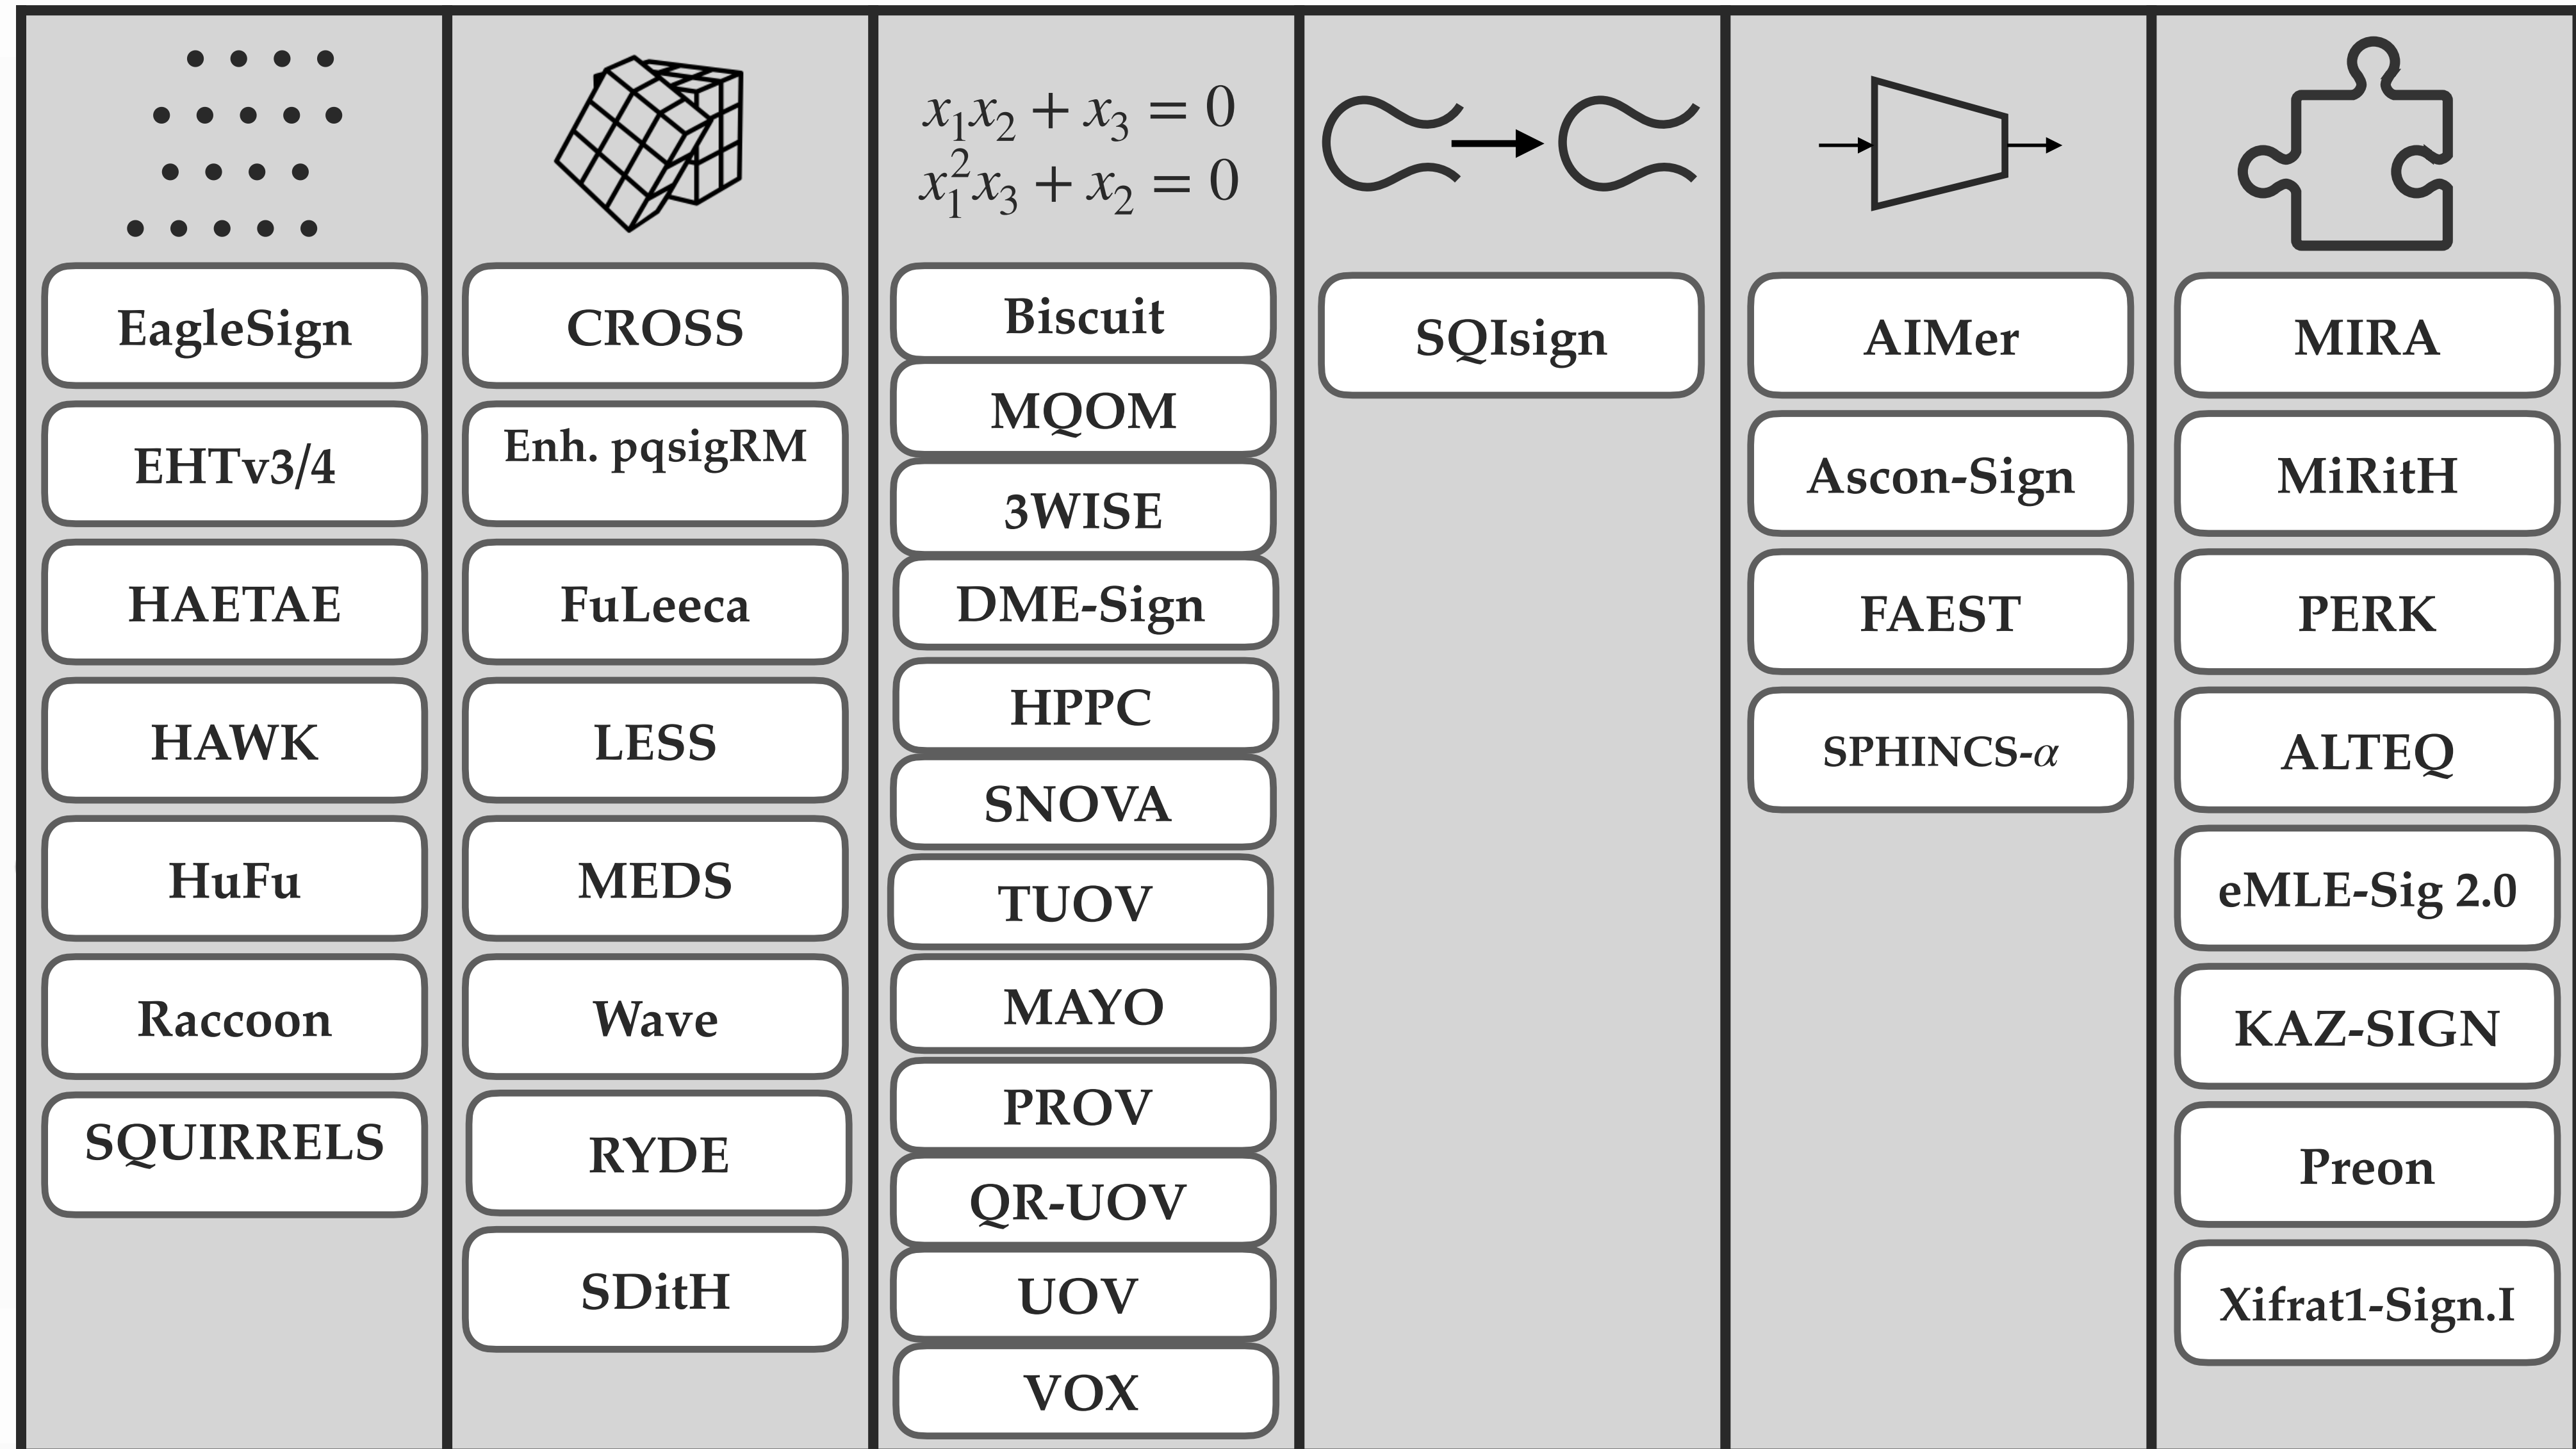 EagleSign
EHTv3/4
HAETAE
HAWK
HuFu
Raccoon
SQUIRRELS
CROSS
Enh. pqsigRM
FuLeeca
LESS
MEDS
Wave
RYDE
SDitH
x₁x₂ + x₃ = 0
x₁²x₃ + x₂ = 0
Biscuit
MQOM
3WISE
DME-Sign
HPPC
SNOVA
TUOV
MAYO
PROV
QR-UOV
UOV
VOX
SQIsign
AIMer
Ascon-Sign
FAEST
SPHINCS-α
MIRA
MiRitH
PERK
ALTEQ
eMLE-Sig 2.0
KAZ-SIGN
Preon
Xifrat1-Sign.I